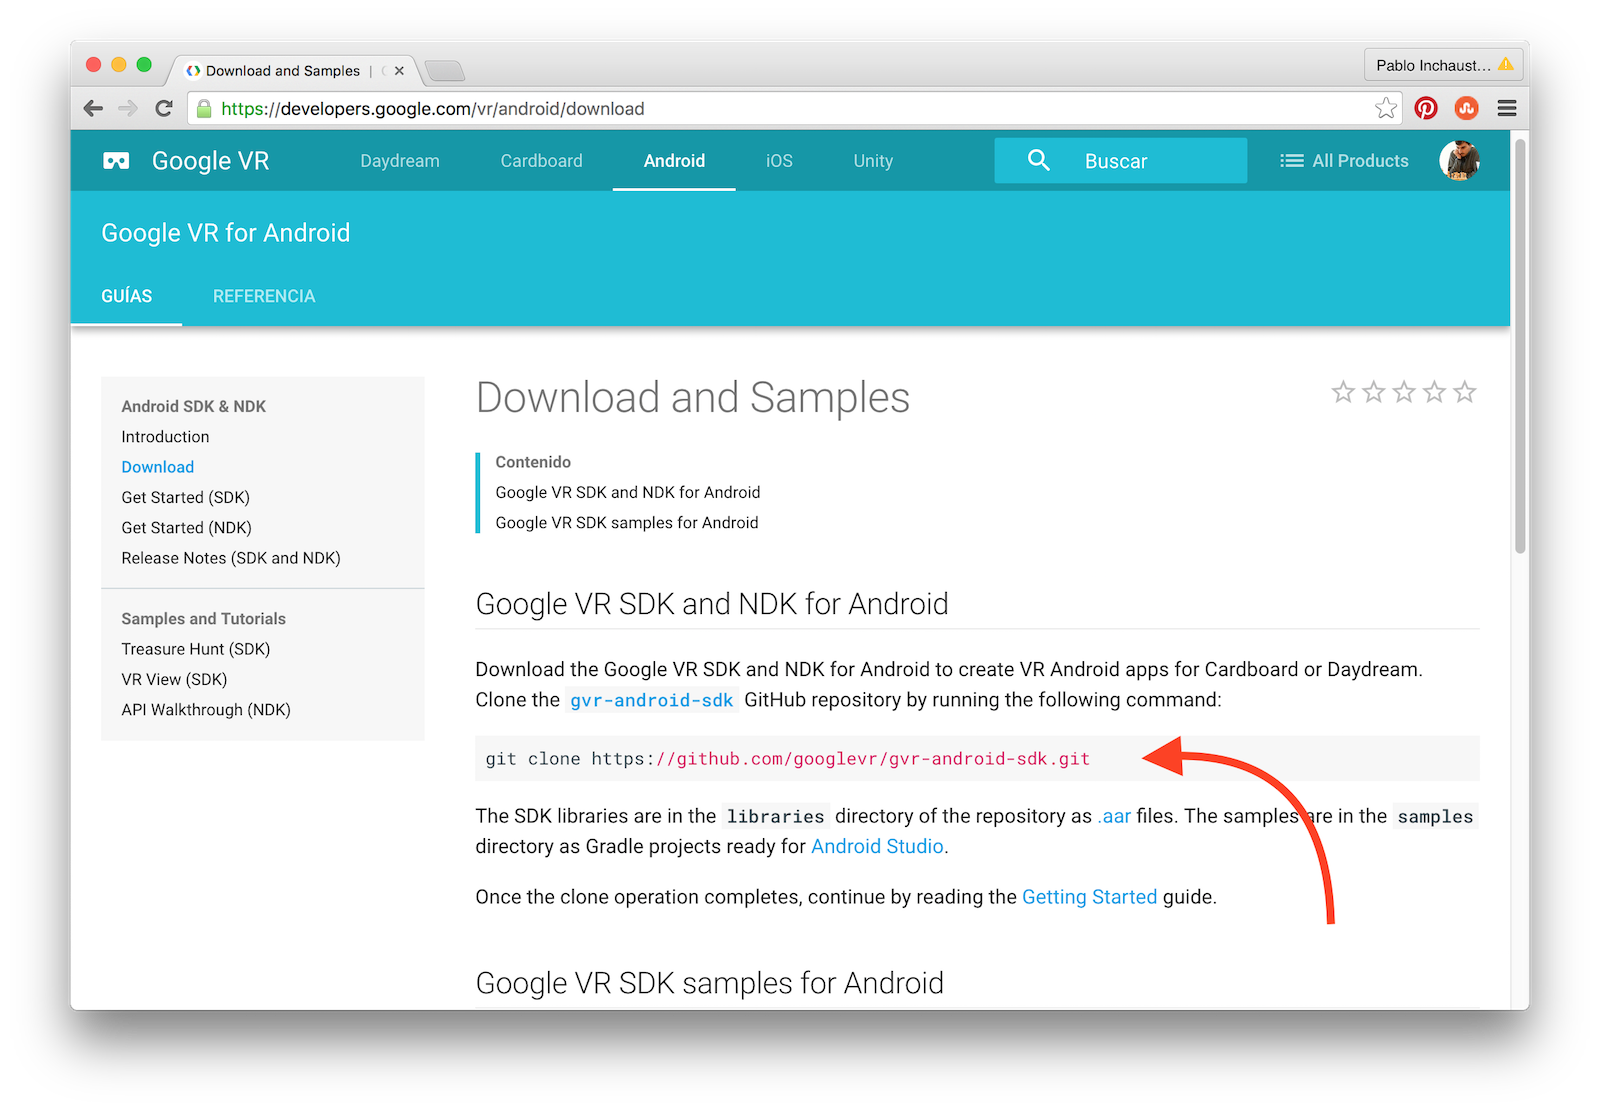 Download and Samples |
Pablo Inchaust...
https://developers.google.com/vr/android/download
Google VR
Daydream
Cardboard
Android
iOS
Unity
Buscar
All Products
Google VR for Android
GUÍAS
REFERENCIA
Android SDK & NDK
Introduction
Download
Get Started (SDK)
Get Started (NDK)
Release Notes (SDK and NDK)
Samples and Tutorials
Treasure Hunt (SDK)
VR View (SDK)
API Walkthrough (NDK)
Download and Samples
Contenido
Google VR SDK and NDK for Android
Google VR SDK samples for Android
Google VR SDK and NDK for Android
Download the Google VR SDK and NDK for Android to create VR Android apps for Cardboard or Daydream.
Clone the gvr-android-sdk GitHub repository by running the following command:
git clone https://github.com/googlevr/gvr-android-sdk.git
The SDK libraries are in the libraries directory of the repository as .aar files. The samples are in the samples
directory as Gradle projects ready for Android Studio.
Once the clone operation completes, continue by reading the Getting Started guide.
Google VR SDK samples for Android